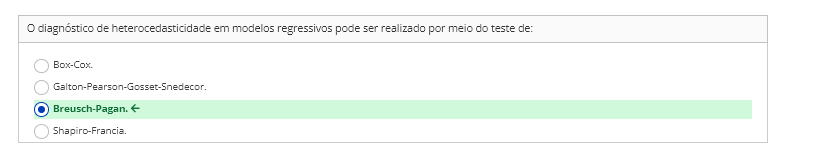 O diagnóstico de heterocedasticidade em modelos regressivos pode ser realizado por meio do teste de:
Box-Cox.
Galton-Pearson-Gosset-Snedecor.
Breusch-Pagan. ←
Shapiro-Francia.